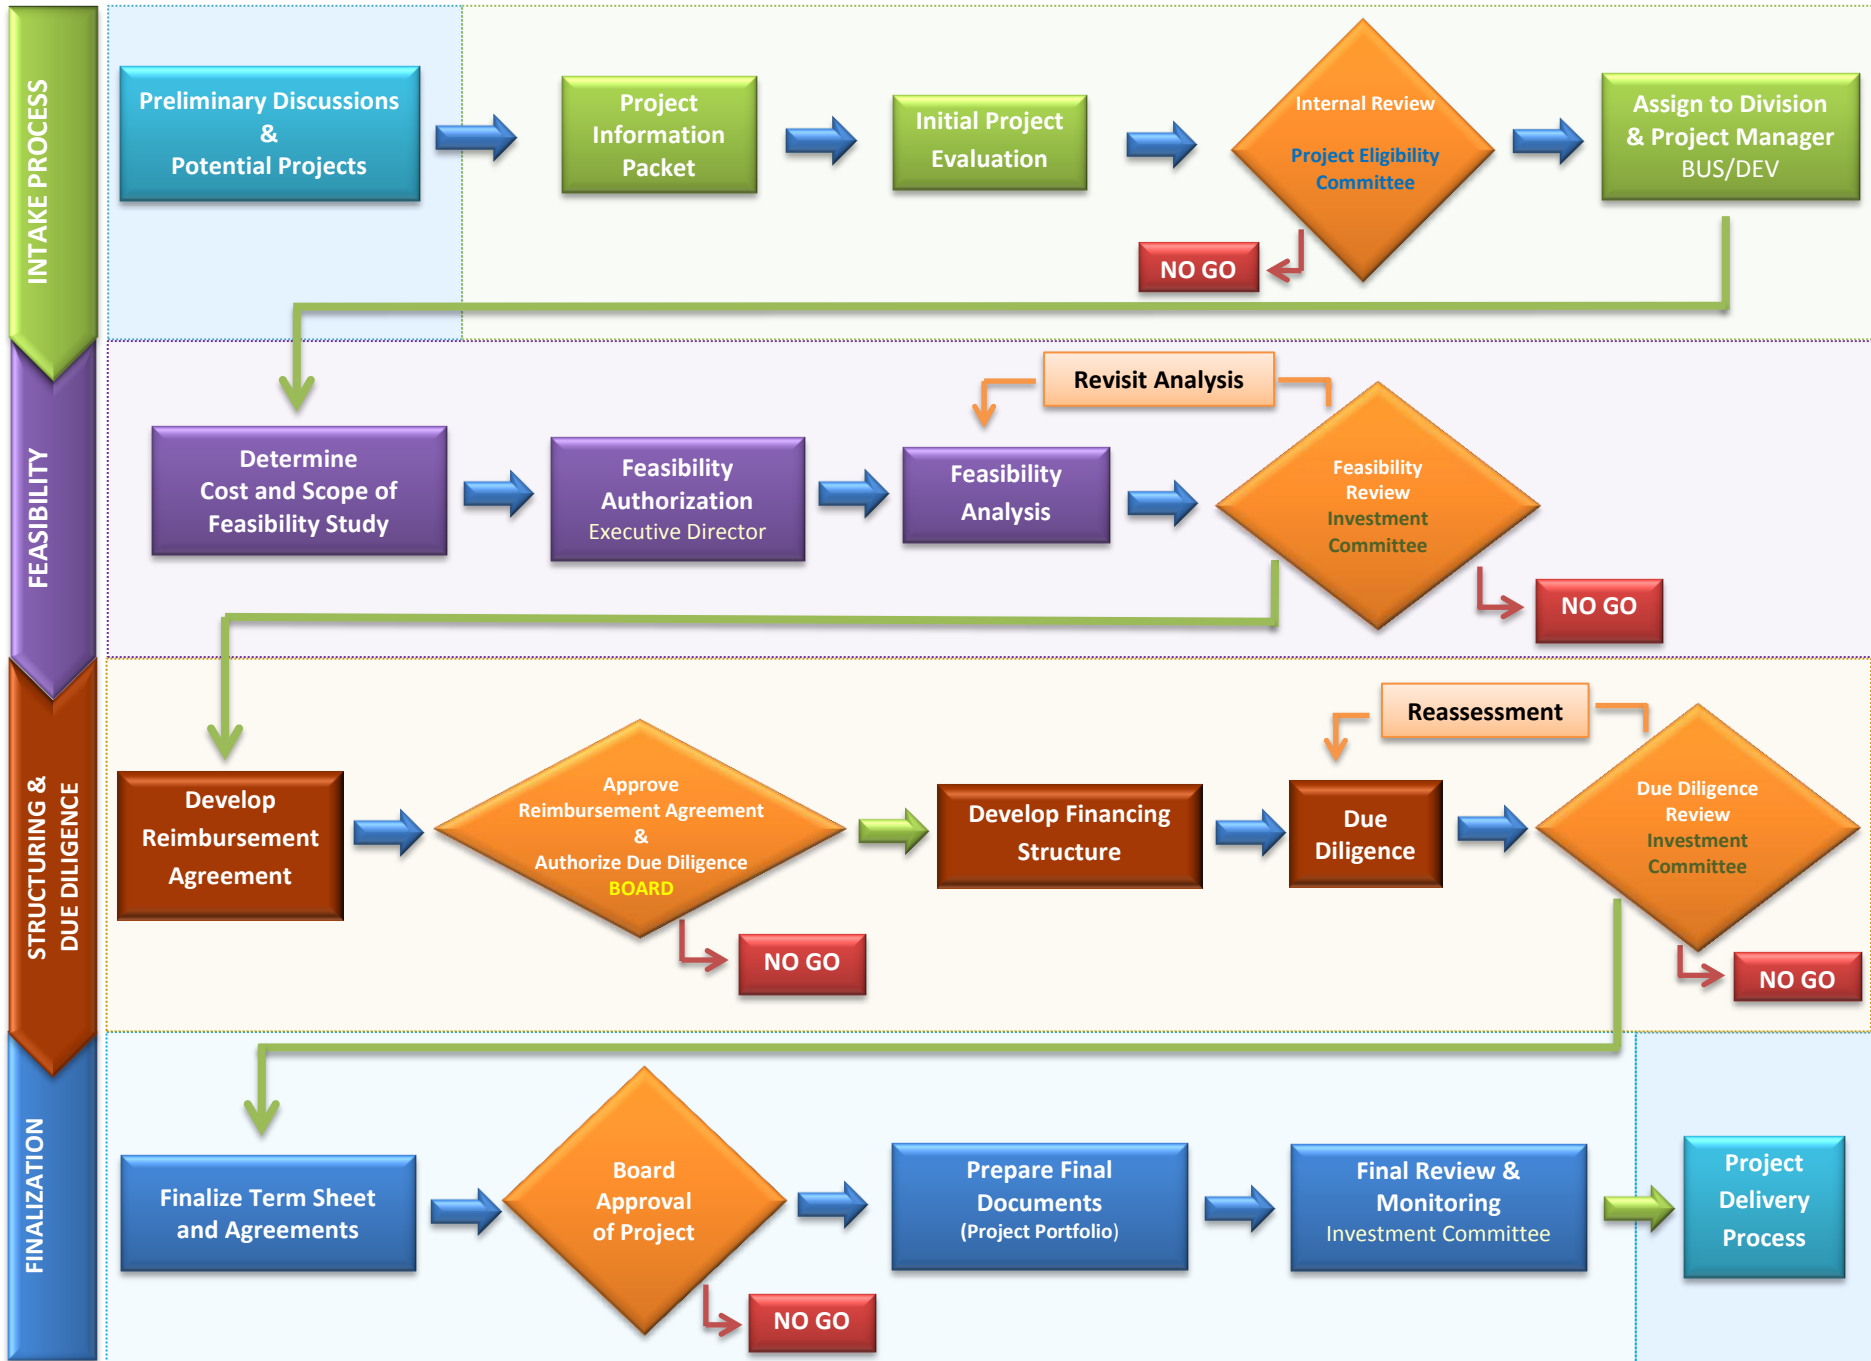 INTAKE PROCESS
Preliminary Discussions
&
Potential Projects
Project
Information
Packet
Initial Project
Evaluation
Internal Review
Project Eligibility
Committee
NO GO
Assign to Division
& Project Manager
BUS/DEV
FEASIBILITY
Determine
Cost and Scope of
Feasibility Study
Feasibility
Authorization
Executive Director
Revisit Analysis
Feasibility
Analysis
Feasibility
Review
Investment
Committee
NO GO
STRUCTURING &
DUE DILIGENCE
Develop
Reimbursement
Agreement
Approve
Reimbursement Agreement
&
Authorize Due Diligence
BOARD
NO GO
Develop Financing
Structure
Reassessment
Due
Diligence
Due Diligence
Review
Investment
Committee
NO GO
FINALIZATION
Finalize Term Sheet
and Agreements
Board
Approval
of Project
NO GO
Prepare Final
Documents
(Project Portfolio)
Final Review &
Monitoring
Investment Committee
Project
Delivery
Process